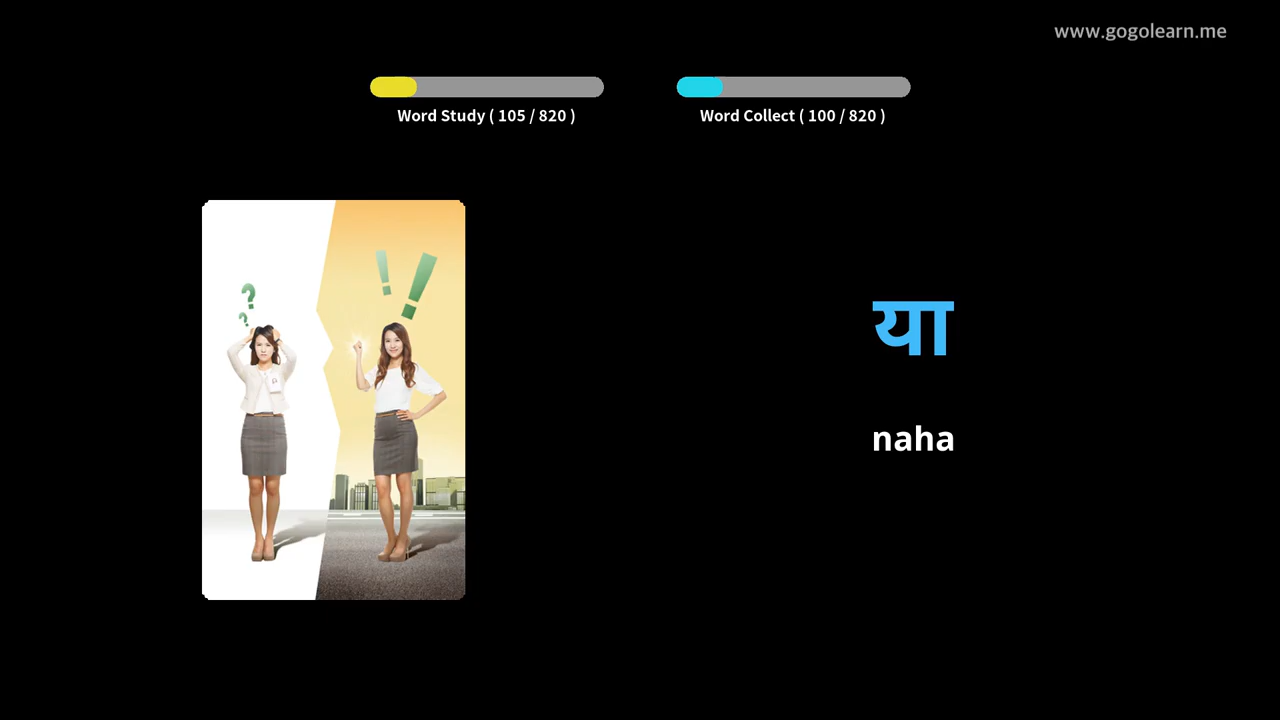 www.gogolearn.me
Word Study ( 105 / 820 )
Word Collect ( 100 / 820 )
? ?
! !
या
naha